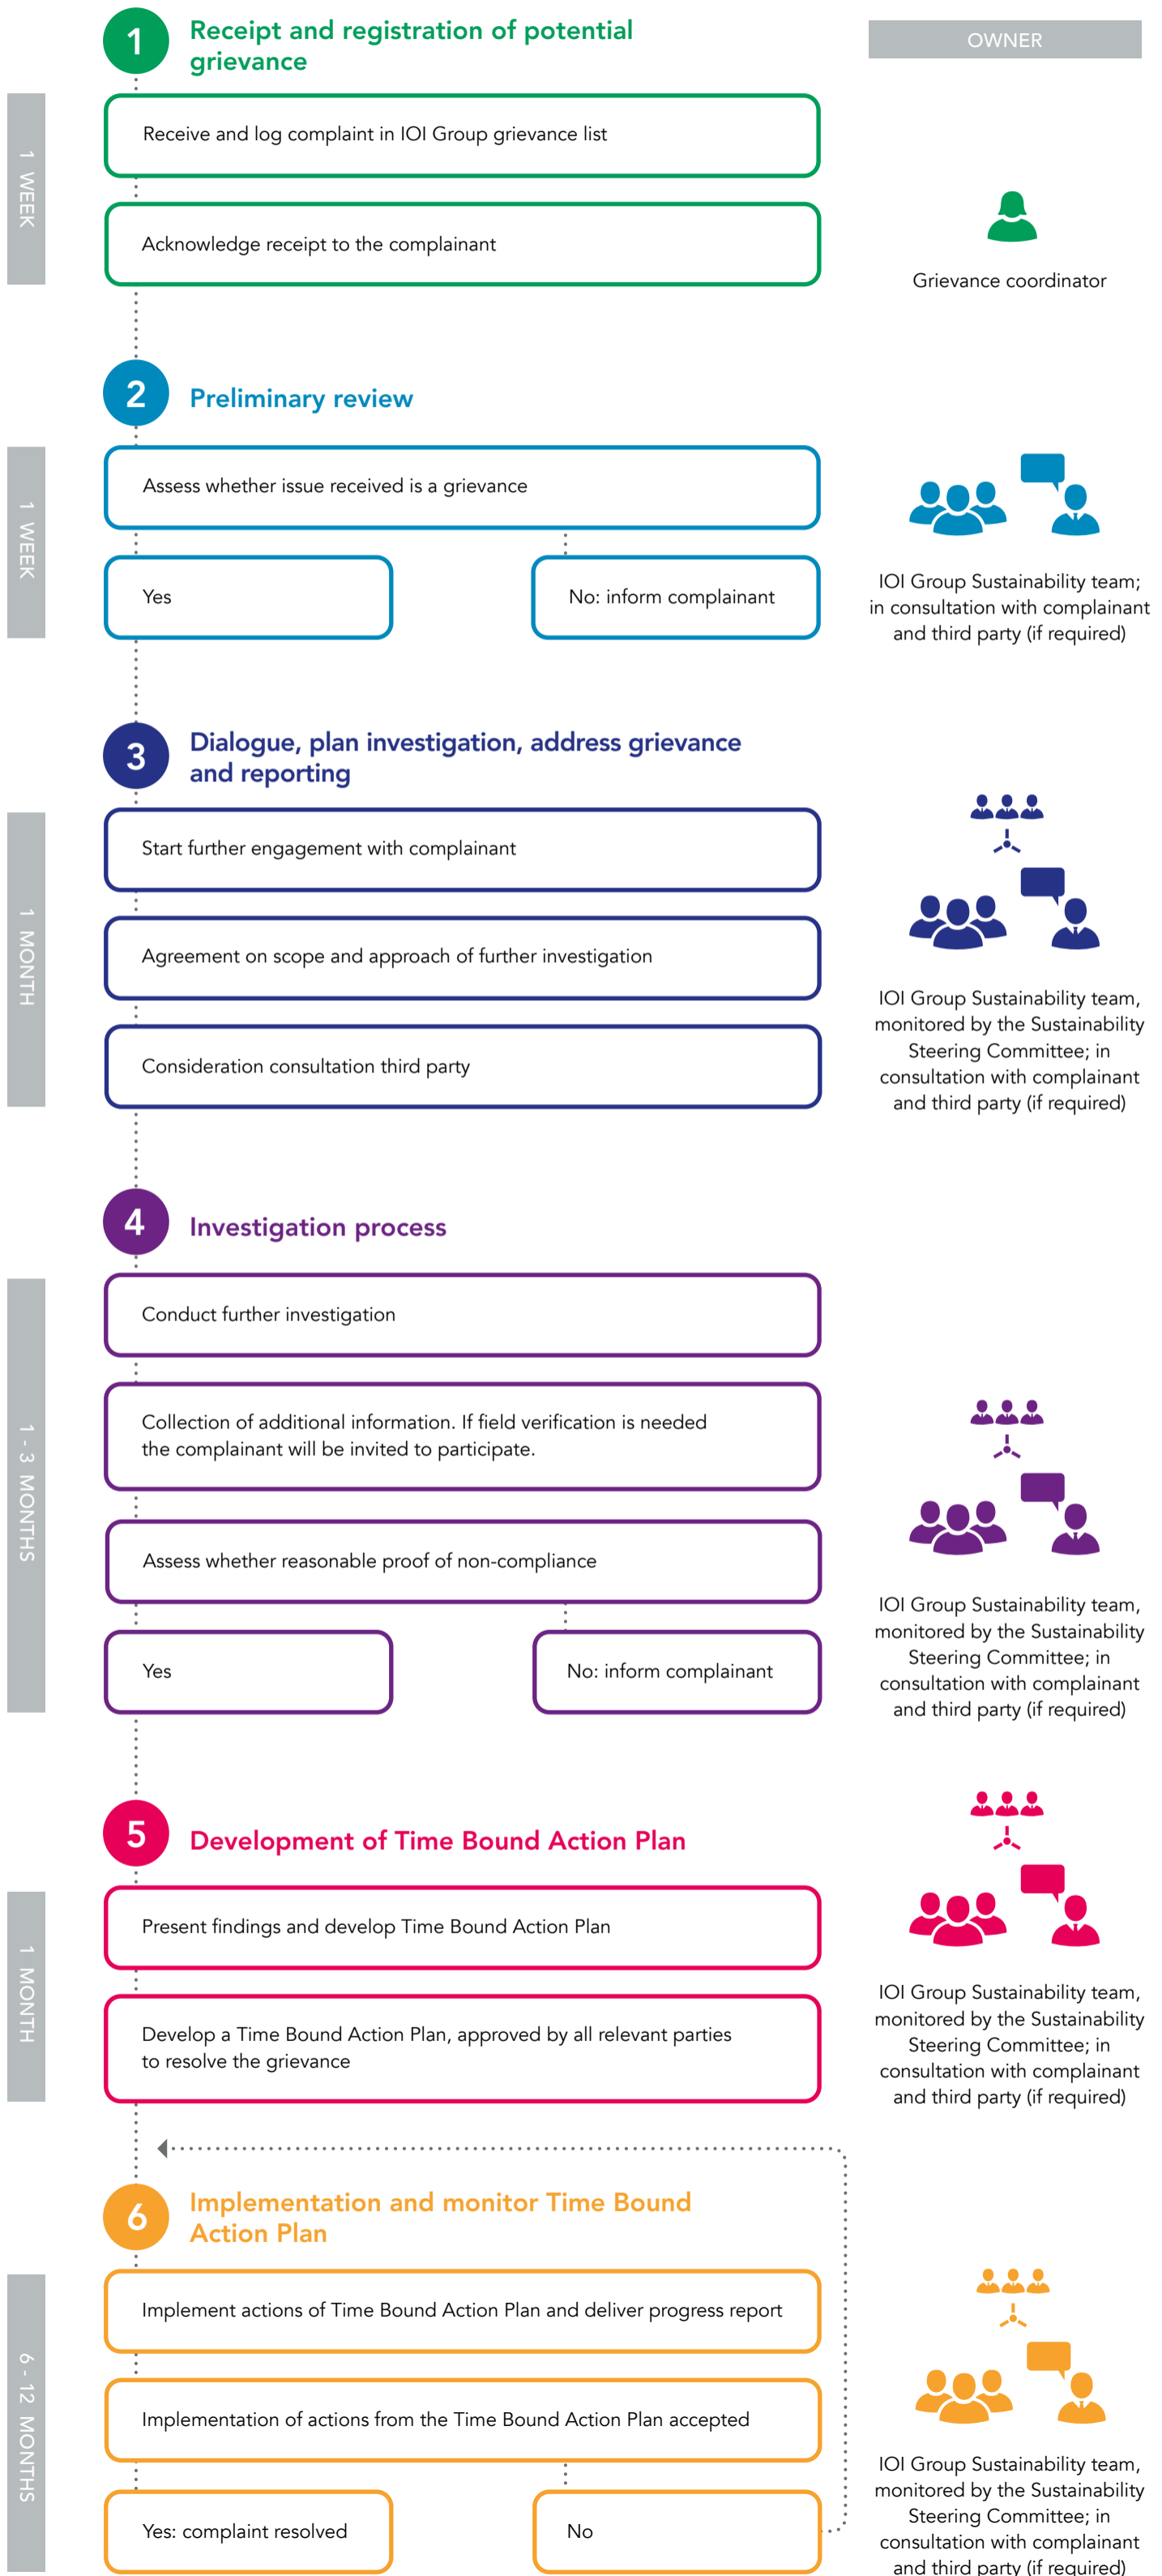 OWNER
1
Receipt and registration of potential
grievance
1 WEEK
Receive and log complaint in IOI Group grievance list
Acknowledge receipt to the complainant
Grievance coordinator
2
Preliminary review
1 WEEK
Assess whether issue received is a grievance
Yes
No: inform complainant
IOI Group Sustainability team;
in consultation with complainant
and third party (if required)
3
Dialogue, plan investigation, address grievance
and reporting
1 MONTH
Start further engagement with complainant
Agreement on scope and approach of further investigation
Consideration consultation third party
IOI Group Sustainability team,
monitored by the Sustainability
Steering Committee; in
consultation with complainant
and third party (if required)
4
Investigation process
1 - 3 MONTHS
Conduct further investigation
Collection of additional information. If field verification is needed
the complainant will be invited to participate.
Assess whether reasonable proof of non-compliance
Yes
No: inform complainant
IOI Group Sustainability team,
monitored by the Sustainability
Steering Committee; in
consultation with complainant
and third party (if required)
5
Development of Time Bound Action Plan
1 MONTH
Present findings and develop Time Bound Action Plan
Develop a Time Bound Action Plan, approved by all relevant parties
to resolve the grievance
IOI Group Sustainability team,
monitored by the Sustainability
Steering Committee; in
consultation with complainant
and third party (if required)
6
Implementation and monitor Time Bound
Action Plan
6 - 12 MONTHS
Implement actions of Time Bound Action Plan and deliver progress report
Implementation of actions from the Time Bound Action Plan accepted
Yes: complaint resolved
No
IOI Group Sustainability team,
monitored by the Sustainability
Steering Committee; in
consultation with complainant
and third party (if required)